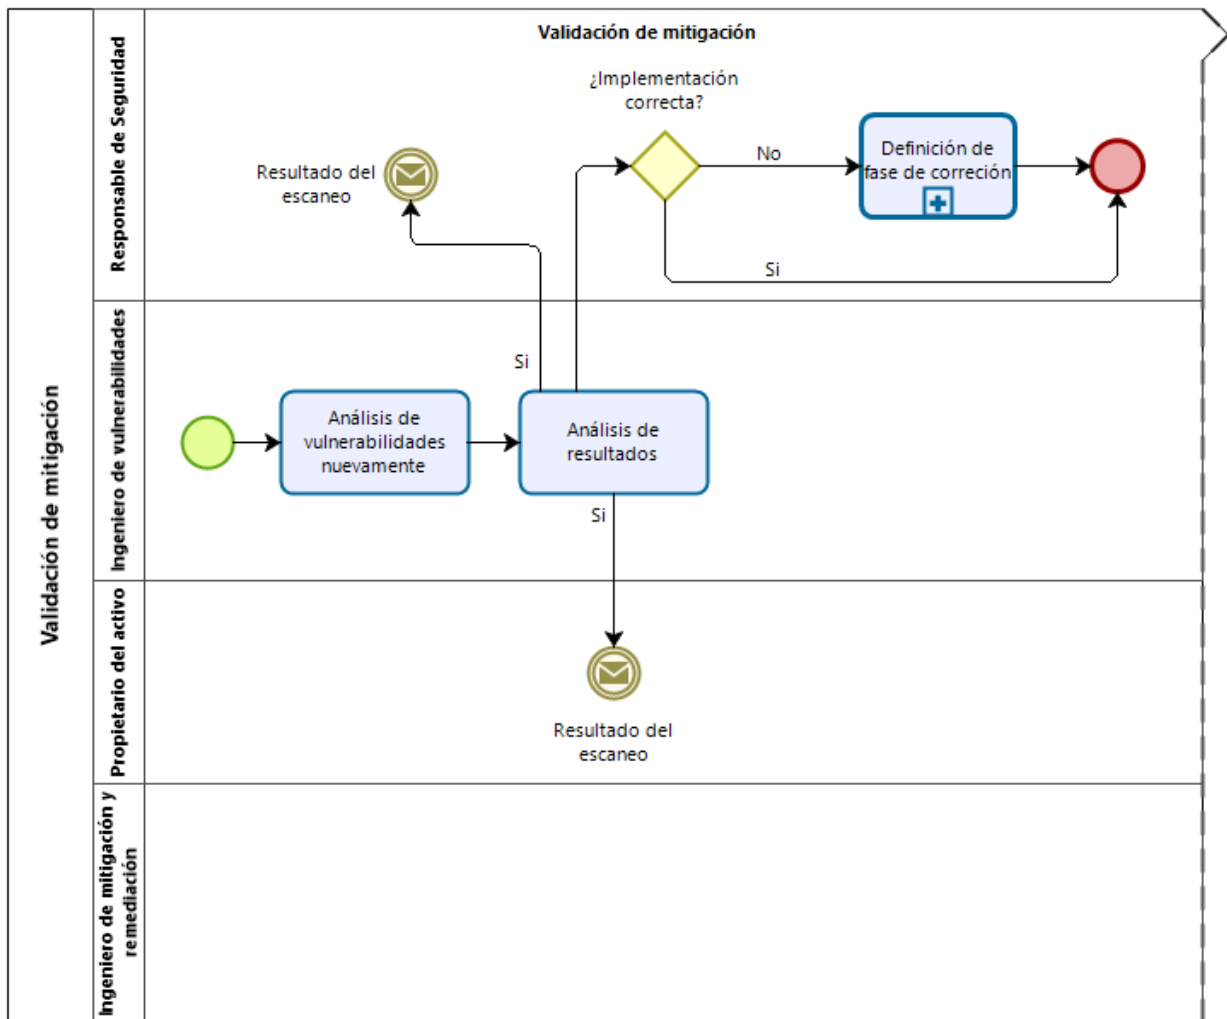 Validación de mitigación
Validación de mitigación
Responsable de Seguridad
¿Implementación
correcta?
Resultado del
escaneo
No
Definición de
fase de correción
Si
Ingeniero de vulnerabilidades
Si
Análisis de
vulnerabilidades
nuevamente
Análisis de
resultados
Si
Propietario del activo
Resultado del
escaneo
Ingeniero de mitigación y
remediación